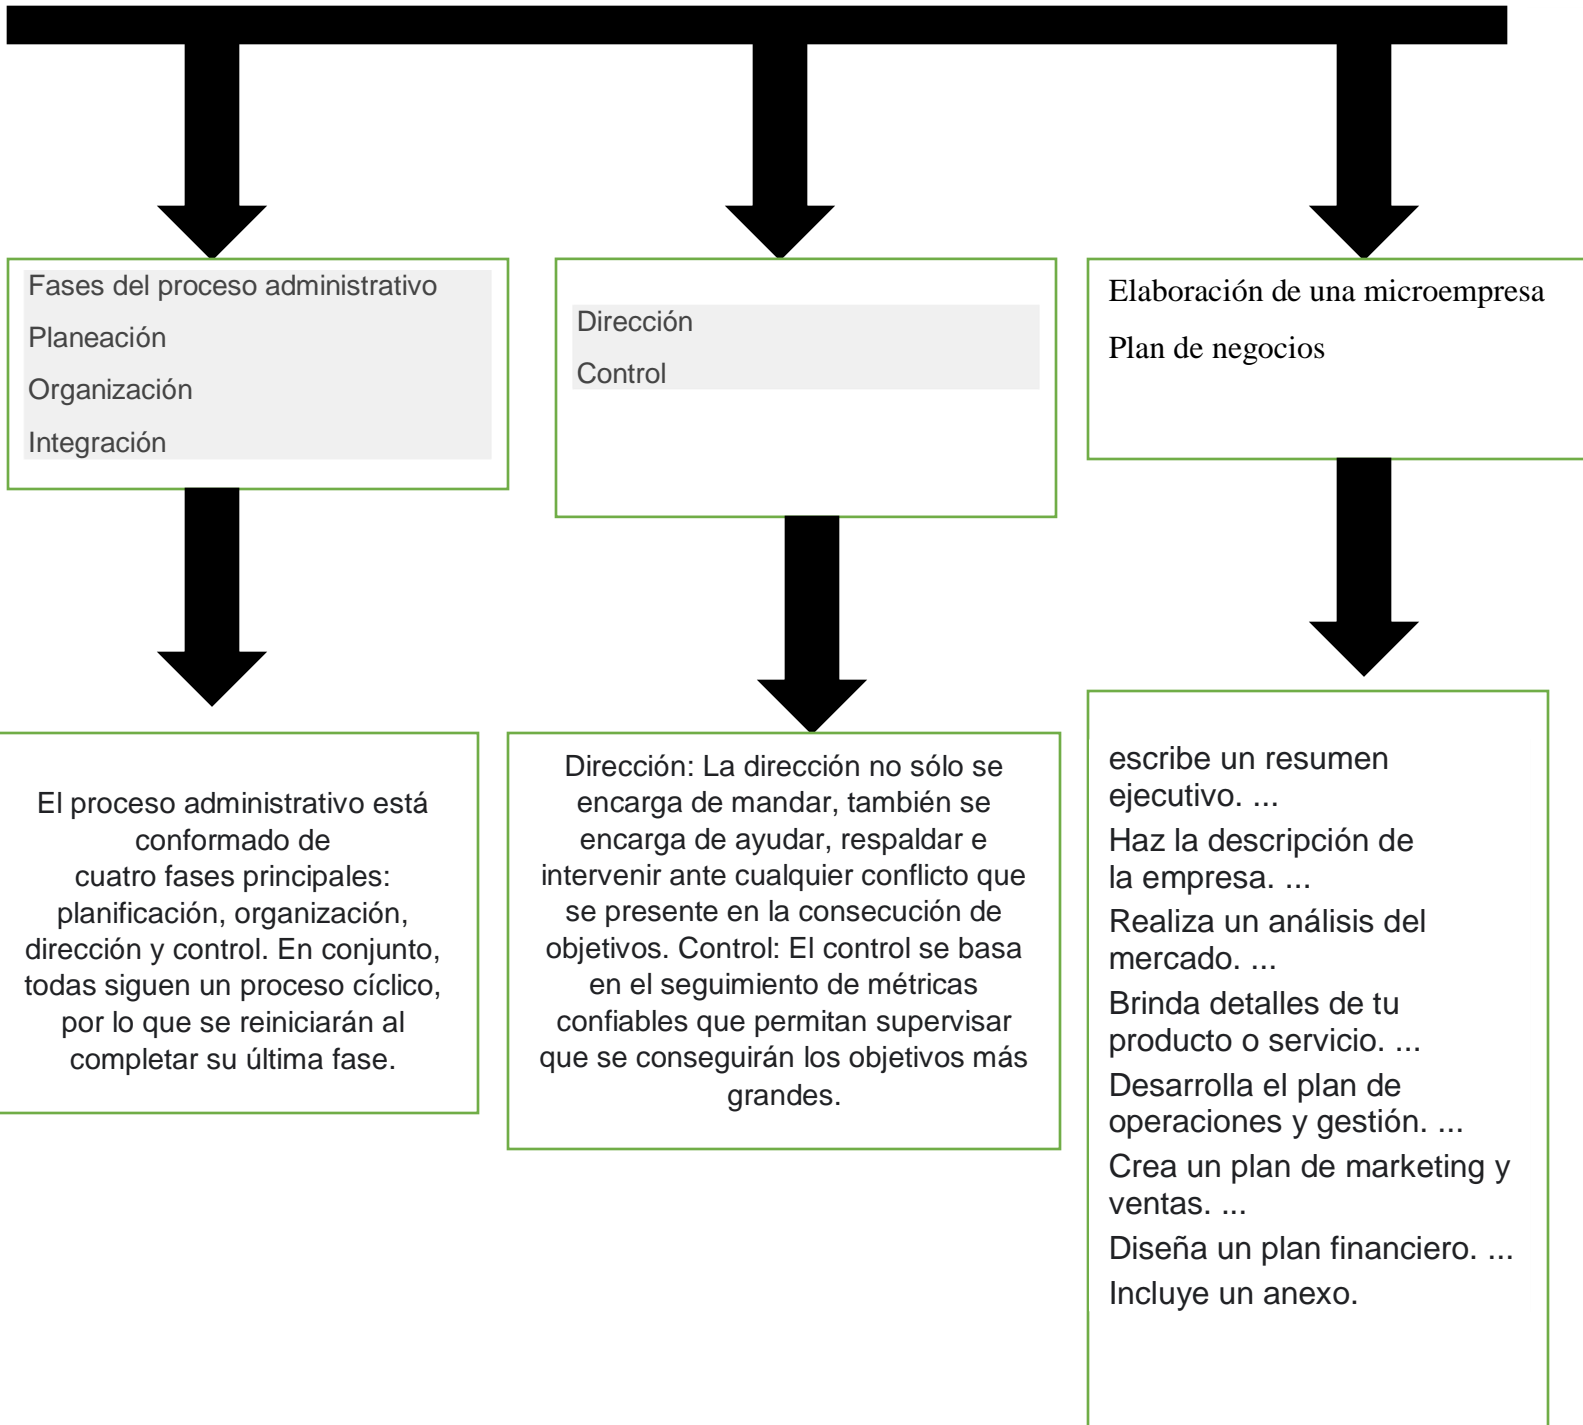 Fases del proceso administrativo
Planeación
Organización
Integración
Dirección
Control
Elaboración de una microempresa
Plan de negocios
El proceso administrativo está
conformado de
cuatro fases principales:
planificación, organización,
dirección y control. En conjunto,
todas siguen un proceso cíclico,
por lo que se reiniciarán al
completar su última fase.
Dirección: La dirección no sólo se
encarga de mandar, también se
encarga de ayudar, respaldar e
intervenir ante cualquier conflicto que
se presente en la consecución de
objetivos. Control: El control se basa
en el seguimiento de métricas
confiables que permitan supervisar
que se conseguirán los objetivos más
grandes.
escribe un resumen
ejecutivo. ...
Haz la descripción de
la empresa. ...
Realiza un análisis del
mercado. ...
Brinda detalles de tu
producto o servicio. ...
Desarrolla el plan de
operaciones y gestión. ...
Crea un plan de marketing y
ventas. ...
Diseña un plan financiero. ...
Incluye un anexo.